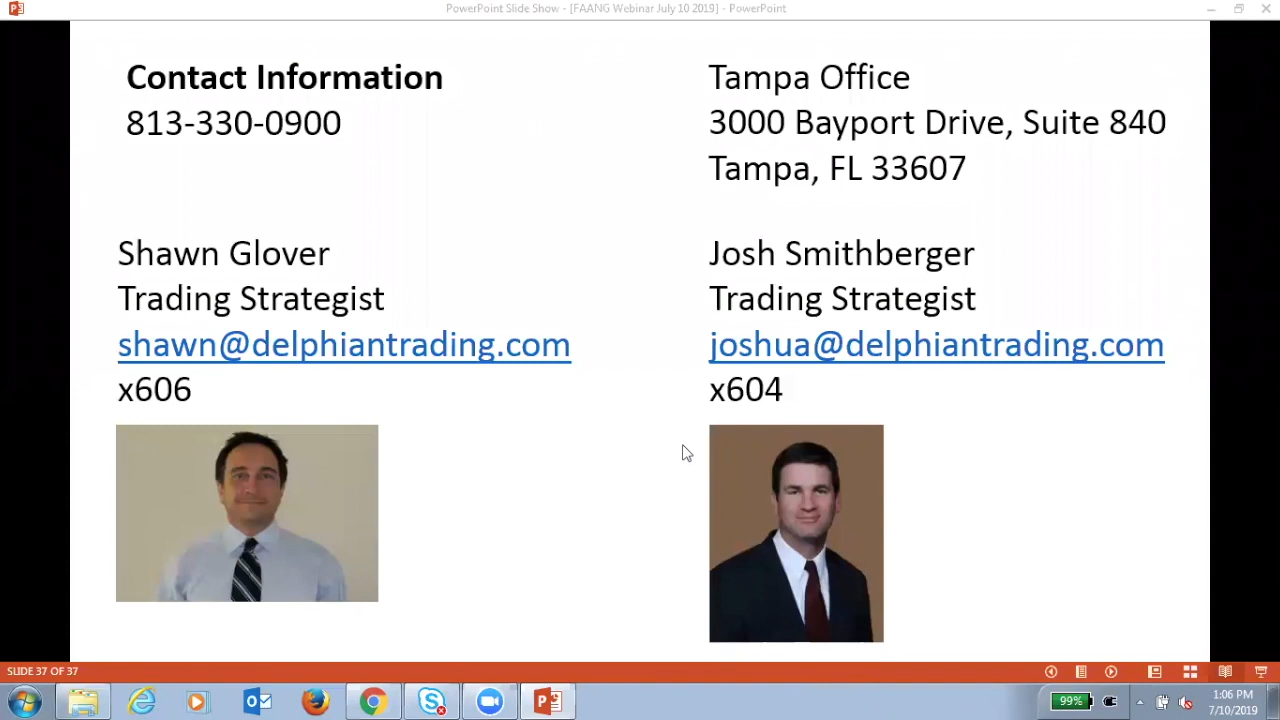 PowerPoint Slide Show - [FAANG Webinar July 10 2019] - PowerPoint
Contact Information
813-330-0900
Tampa Office
3000 Bayport Drive, Suite 840
Tampa, FL 33607
Shawn Glover
Trading Strategist
shawn@delphiantrading.com
x606
Josh Smithberger
Trading Strategist
joshua@delphiantrading.com
x604
SLIDE 37 OF 37
99%
1:06 PM
7/10/2019